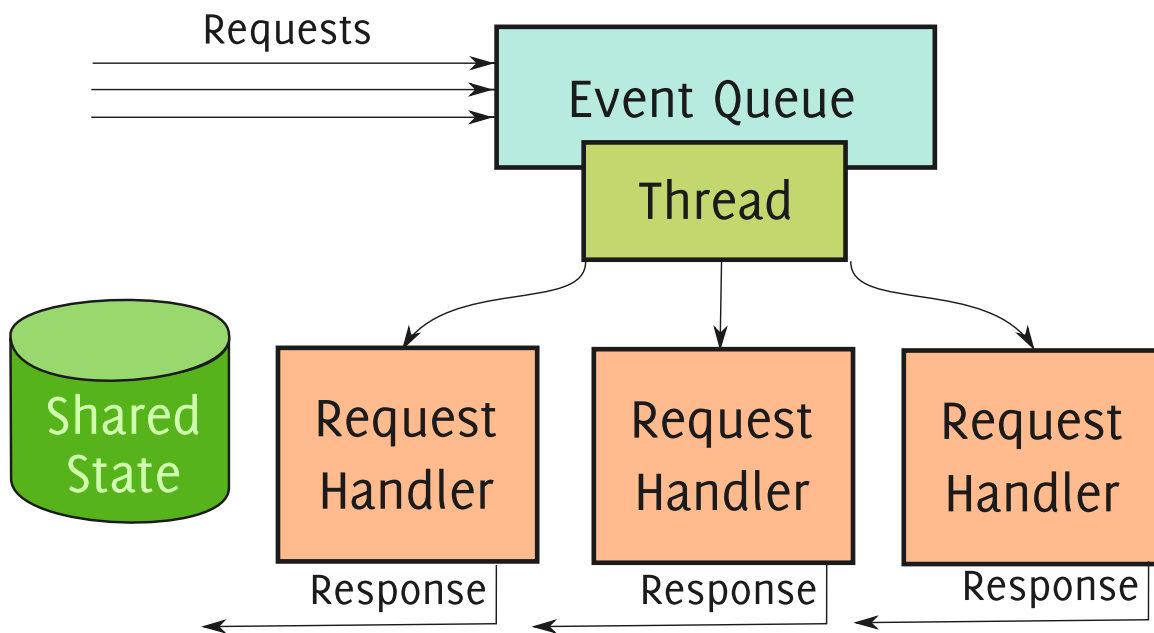 Requests
Event Queue
Thread
Shared
State
Request
Handler
Request
Handler
Request
Handler
Response
Response
Response